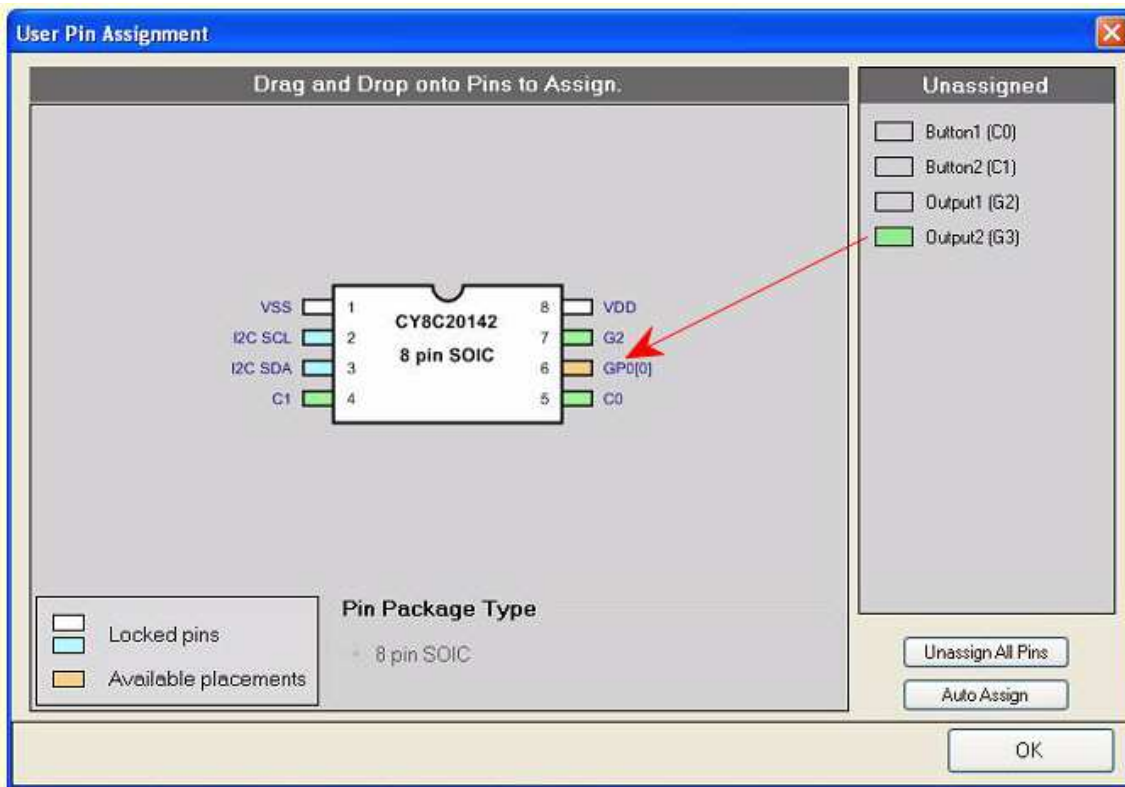 User Pin Assignment
Drag and Drop onto Pins to Assign.
Unassigned
Button1 (C0)
Button2 (C1)
Output1 (G2)
Output2 (G3)
CY8C20142
8 pin SOIC
VSS 1
I2C SCL 2
I2C SDA 3
C1 4
8 VDD
7 G2
6 GP0[0]
5 C0
Locked pins
Available placements
Pin Package Type
8 pin SOIC
Unassign All Pins
Auto Assign
OK